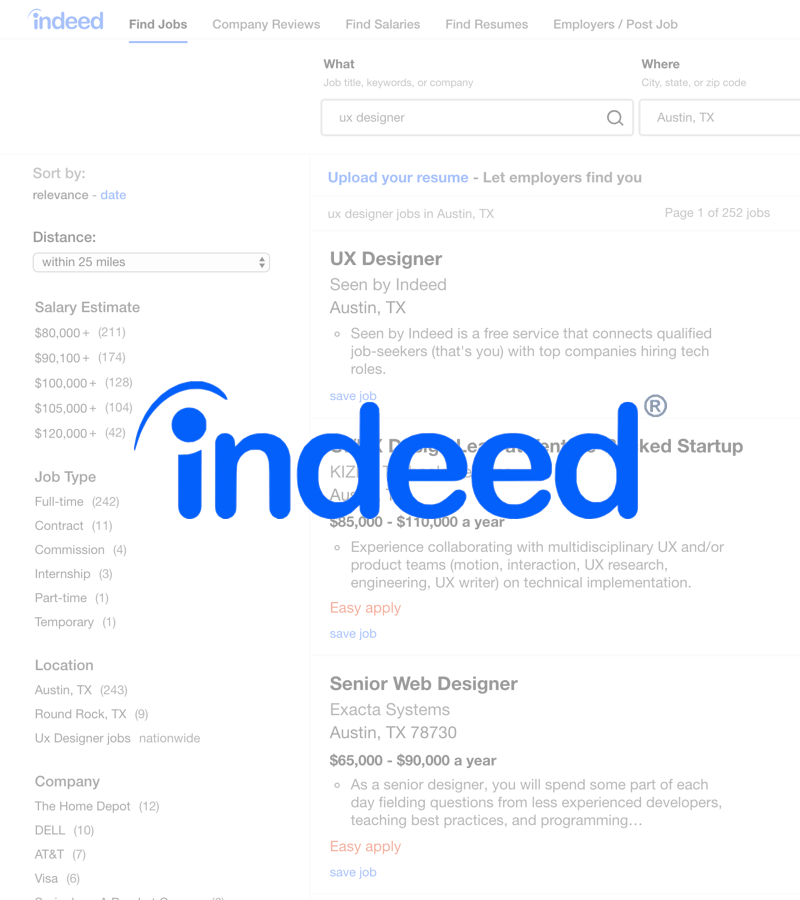 indeed
Find Jobs
Company Reviews
Find Salaries
Find Resumes
Employers / Post Job
What
Job title, keywords, or company
ux designer
Where
City, state, or zip code
Austin, TX
Sort by:
relevance - date
Distance:
within 25 miles
Salary Estimate
$80,000+ (211)
$90,100+ (174)
$100,000+ (128)
$105,000+ (104)
$120,000+ (42)
Job Type
Full-time (242)
Contract (11)
Commission (4)
Internship (3)
Part-time (1)
Temporary (1)
Location
Austin, TX (243)
Round Rock, TX (9)
Ux Designer jobs nationwide
Company
The Home Depot (12)
DELL (10)
AT&T (7)
Visa (6)
Upload your resume - Let employers find you
ux designer jobs in Austin, TX
Page 1 of 252 jobs
UX Designer
Seen by Indeed
Austin, TX
Seen by Indeed is a free service that connects qualified
job-seekers (that's you) with top companies hiring tech
roles.
save job
indeed®
Startup
$85,000 - $110,000 a year
Experience collaborating with multidisciplinary UX and/or
product teams (motion, interaction, UX research,
engineering, UX writer) on technical implementation.
Easy apply
save job
Senior Web Designer
Exacta Systems
Austin, TX 78730
$65,000 - $90,000 a year
As a senior designer, you will spend some part of each
day fielding questions from less experienced developers,
teaching best practices, and programming…
Easy apply
save job